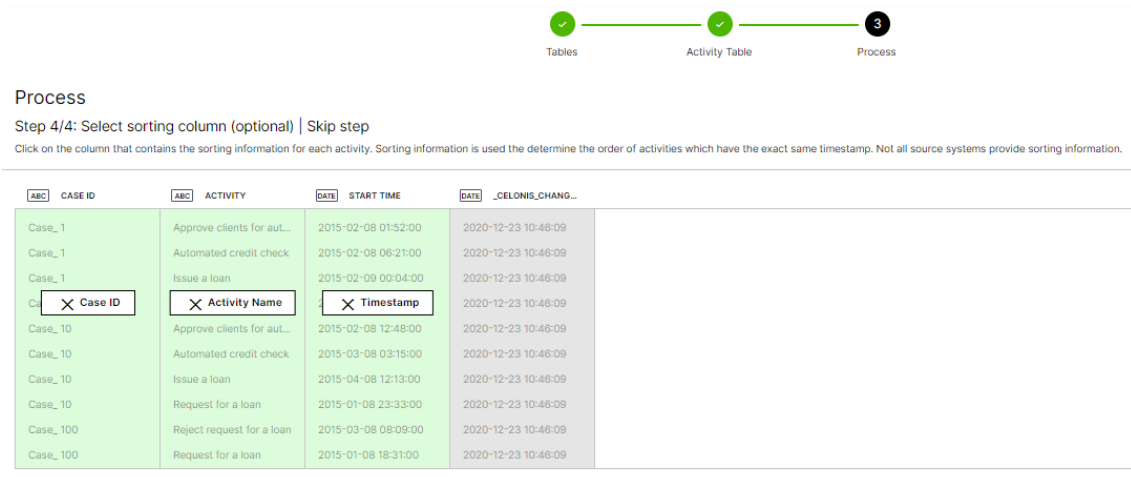 3
Tables Activity Table Process
Process
Step 4/4: Select sorting column (optional) | Skip step
Click on the column that contains the sorting information for each activity. Sorting information is used the determine the order of activities which have the exact same timestamp. Not all source systems provide sorting information.
ABC CASE ID ABC ACTIVITY DATE START TIME DATE _CELONIS_CHANG...
Case_ 1 Approve clients for aut... 2015-02-08 01:52:00 2020-12-23 10:46:09
Case_ 1 Automated credit check 2015-02-08 06:21:00 2020-12-23 10:46:09
Case_ 1 Issue a loan 2015-02-09 00:04:00 2020-12-23 10:46:09
Case ID Activity Name Timestamp 2020-12-23 10:46:09
Case_ 10 Approve clients for aut... 2015-02-08 12:48:00 2020-12-23 10:46:09
Case_ 10 Automated credit check 2015-03-08 03:15:00 2020-12-23 10:46:09
Case_ 10 Issue a loan 2015-04-08 12:13:00 2020-12-23 10:46:09
Case_ 10 Request for a loan 2015-01-08 23:33:00 2020-12-23 10:46:09
Case_ 100 Reject request for a loan 2015-03-08 08:09:00 2020-12-23 10:46:09
Case_ 100 Request for a loan 2015-01-08 18:31:00 2020-12-23 10:46:09